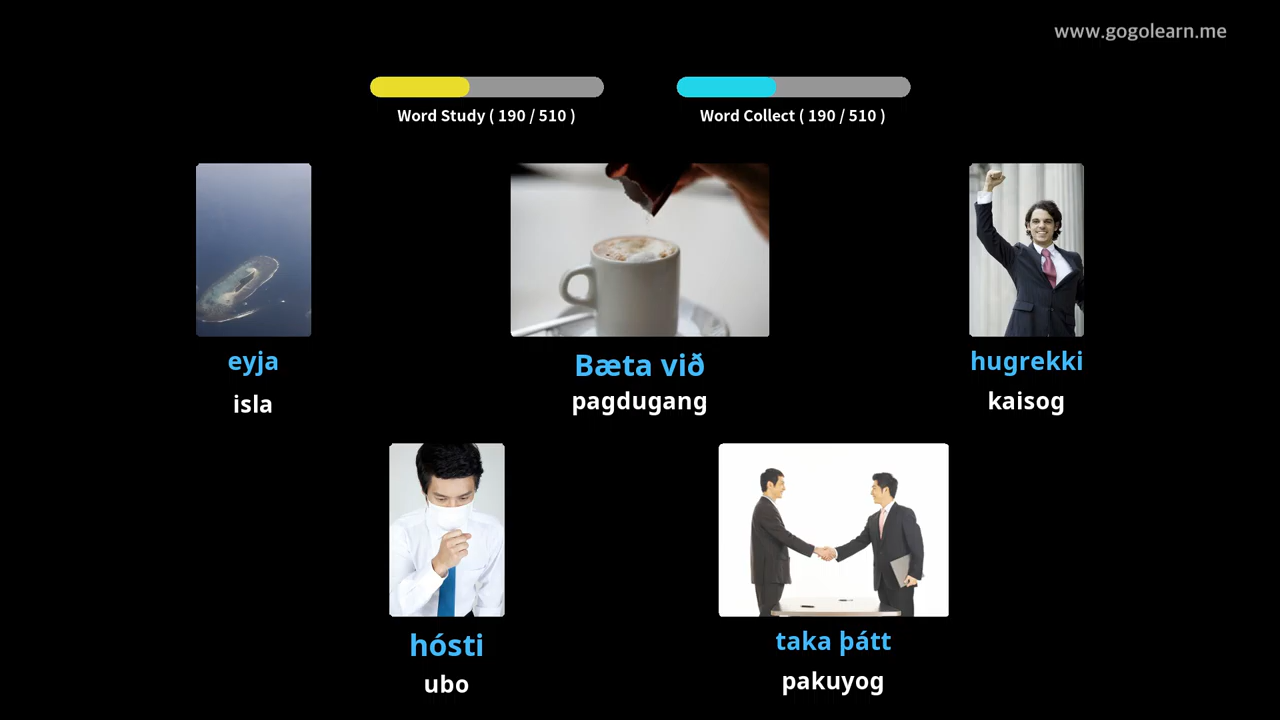 www.gogolearn.me
Word Study ( 190 / 510 )
Word Collect ( 190 / 510 )
eyja
isla
Bæta við
pagdugang
hugrekki
kaisog
hósti
ubo
taka þátt
pakuyog